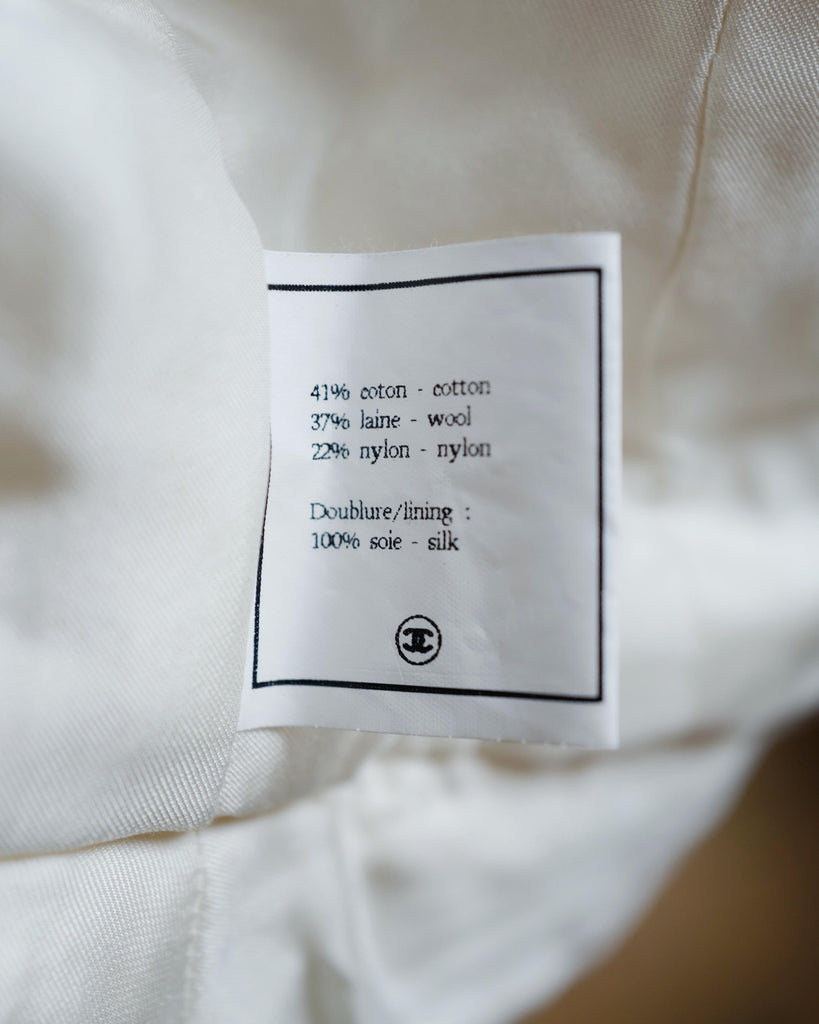 41% coton - cotton
37% laine - wool
22% nylon - nylon
Doublure/lining :
100% soie - silk